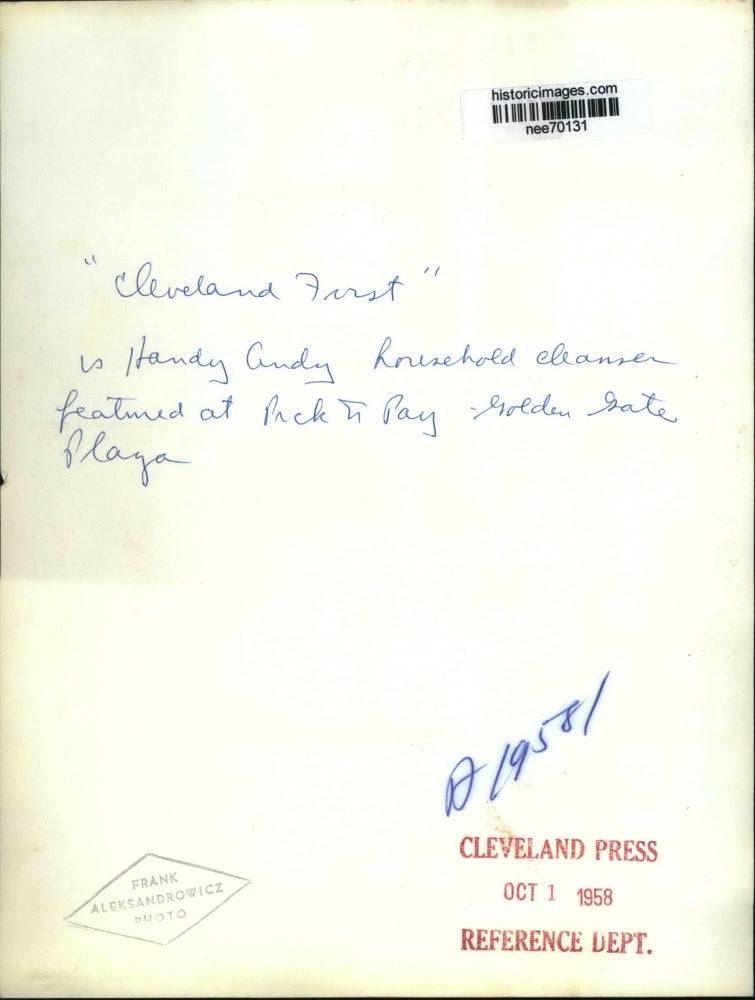 historicimages.com
nee70131
"Cleveland First"
is Handy Andy household cleanser
featured at Pick n Pay - Golden Gate
Plaza
A 19581
CLEVELAND PRESS
OCT 1 1958
REFERENCE DEPT.
FRANK
ALEKSANDROWICZ
PHOTO